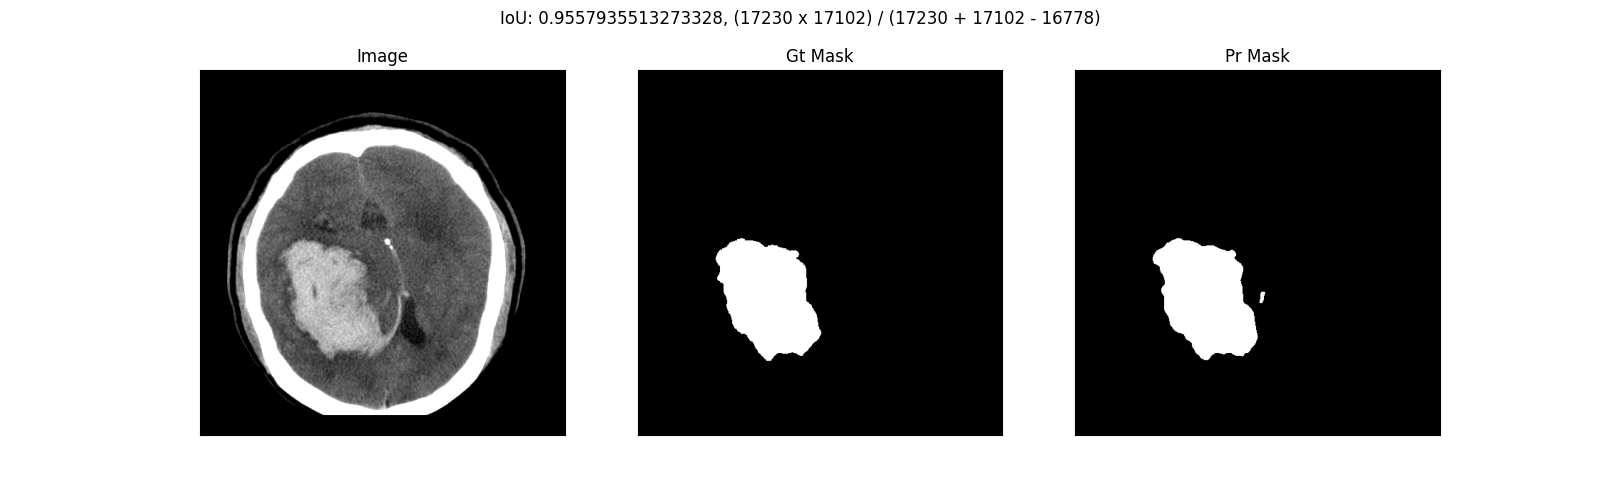 IoU: 0.9557935513273328, (17230 x 17102) / (17230 + 17102 - 16778)
Image
Gt Mask
Pr Mask